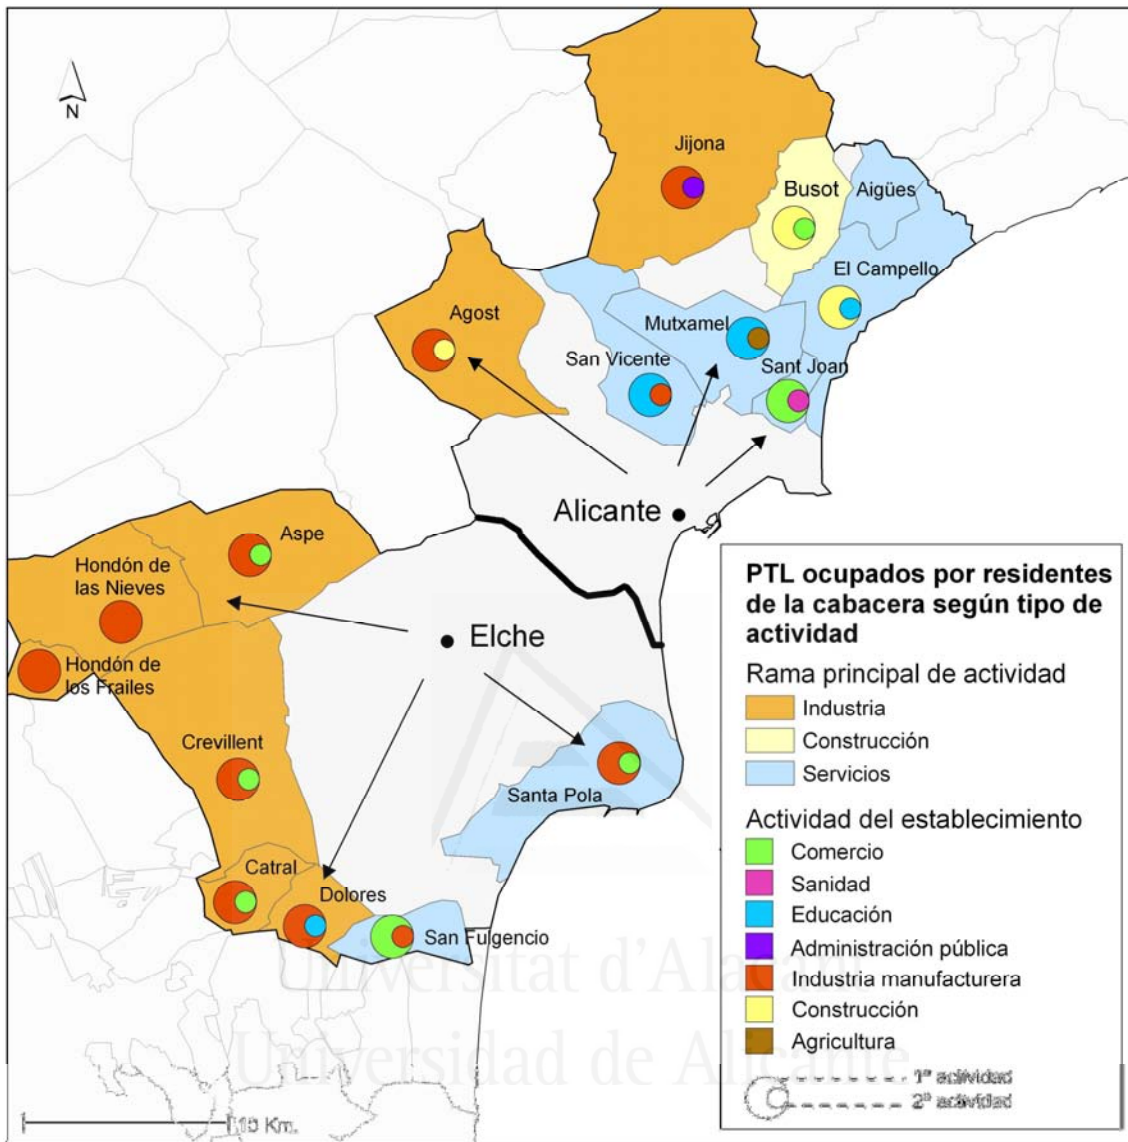 N
Jijona
Busot
Aigües
El Campello
Agost
Mutxamel
San Vicente
Sant Joan
Alicante
Aspe
Hondón de
las Nieves
Elche
Hondón de
los Frailes
Crevillent
Santa Pola
Catral
Dolores
San Fulgencio
PTL ocupados por residentes
de la cabacera según tipo de
actividad
Rama principal de actividad
Industria
Construcción
Servicios
Actividad del establecimiento
Comercio
Sanidad
Educación
Administración pública
Industria manufacturera
Construcción
Agricultura
1ª actividad
2ª actividad
10 Km.
Universitat d'Alacant
Universidad de Alicante